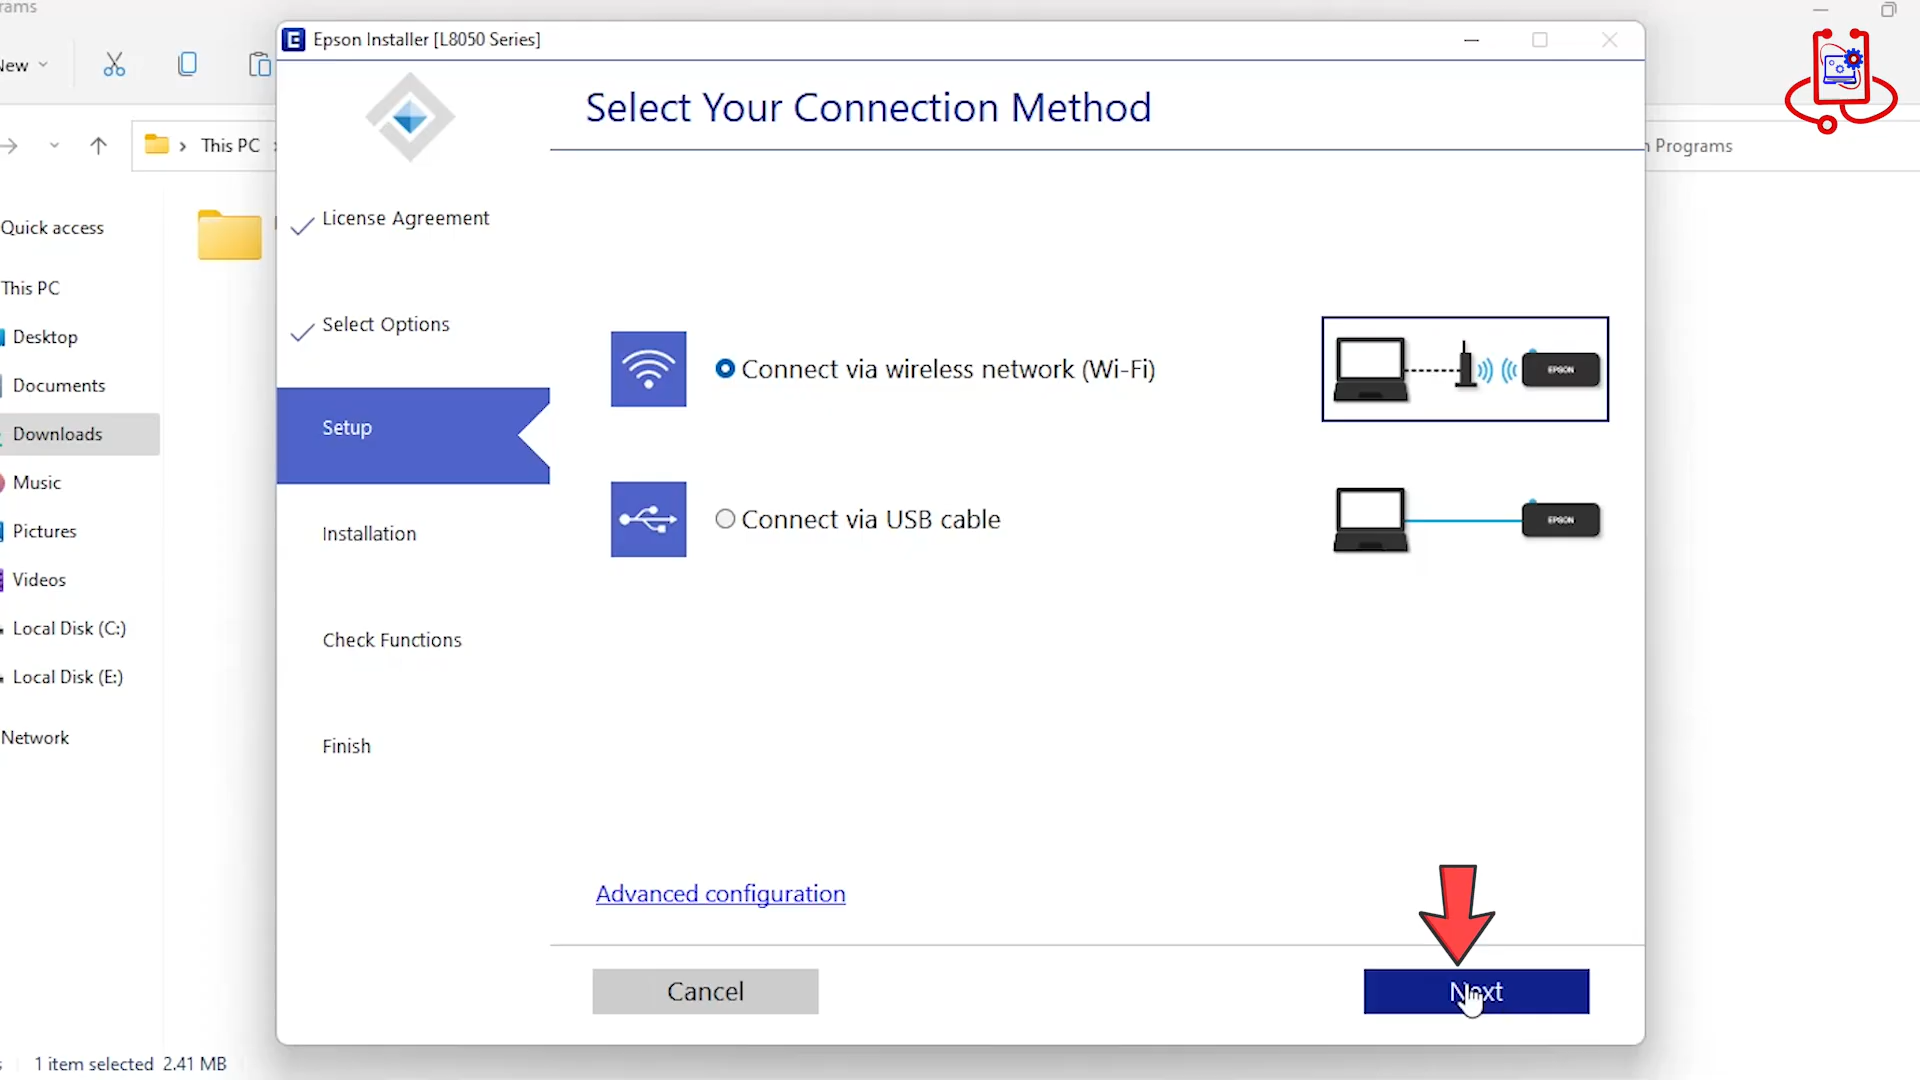 Epson Installer [L8050 Series]
This PC
Programs
Select Your Connection Method
Quick access
This PC
Desktop
Documents
Downloads
Music
Pictures
Videos
Local Disk (C:)
Local Disk (E:)
Network
License Agreement
Select Options
Setup
Installation
Check Functions
Finish
Connect via wireless network (Wi-Fi)
EPSON
Connect via USB cable
EPSON
Advanced configuration
Cancel
Next
1 item selected 2.41 MB